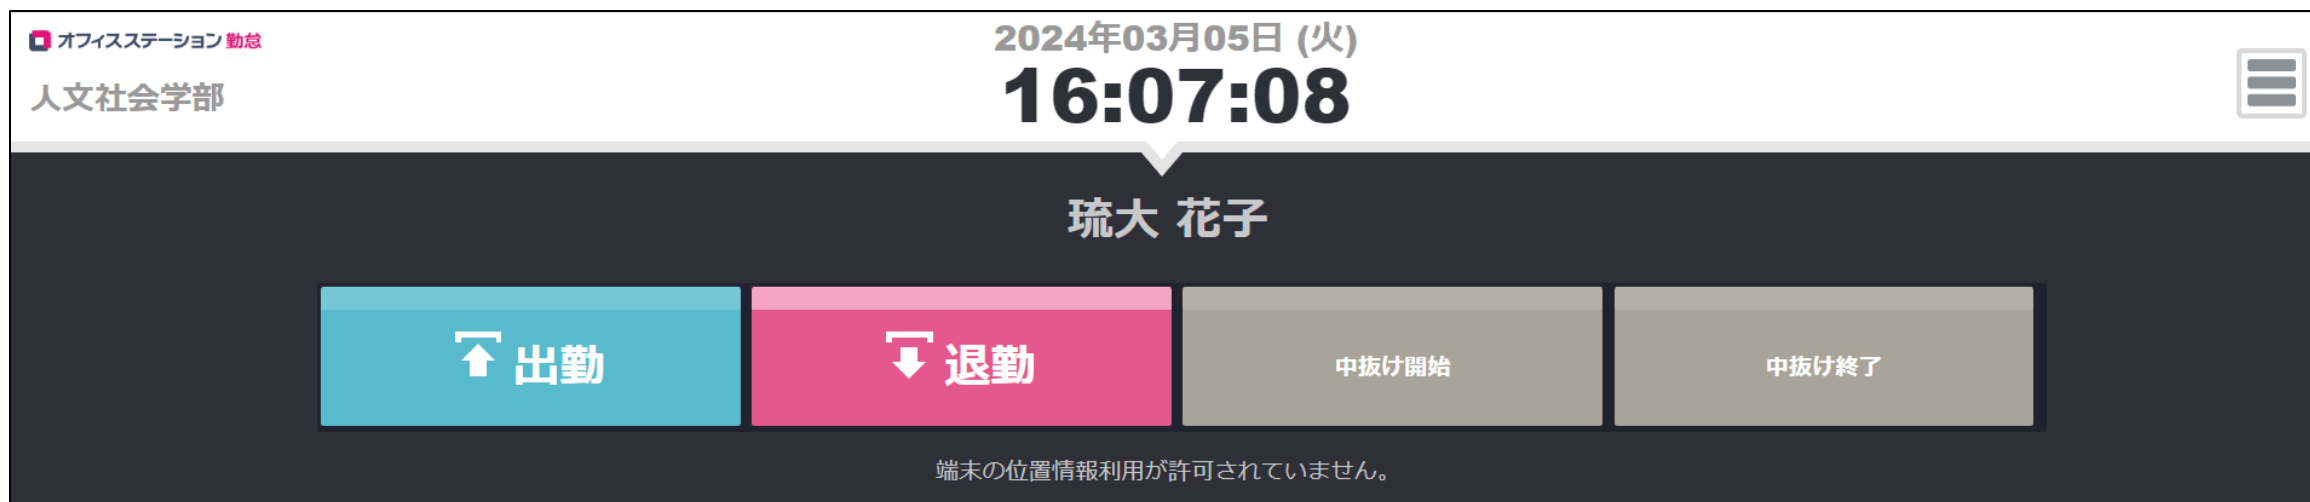 オフィスステーション 勤怠
人文社会学部
2024年03月05日 (火)
16:07:08
琉大 花子
出勤
退勤
中抜け開始
中抜け終了
端末の位置情報利用が許可されていません。